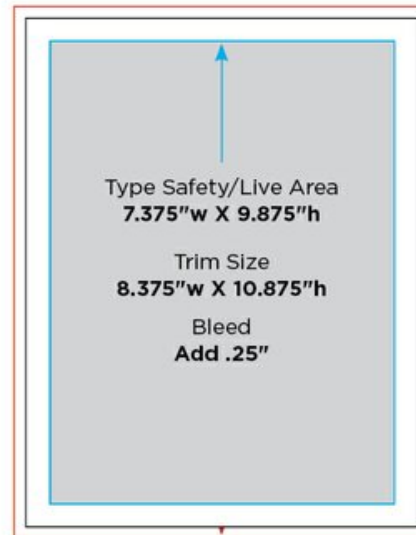 Type Safety/Live Area
7.375"w X 9.875"h
Trim Size
8.375"w X 10.875"h
Bleed
Add .25"